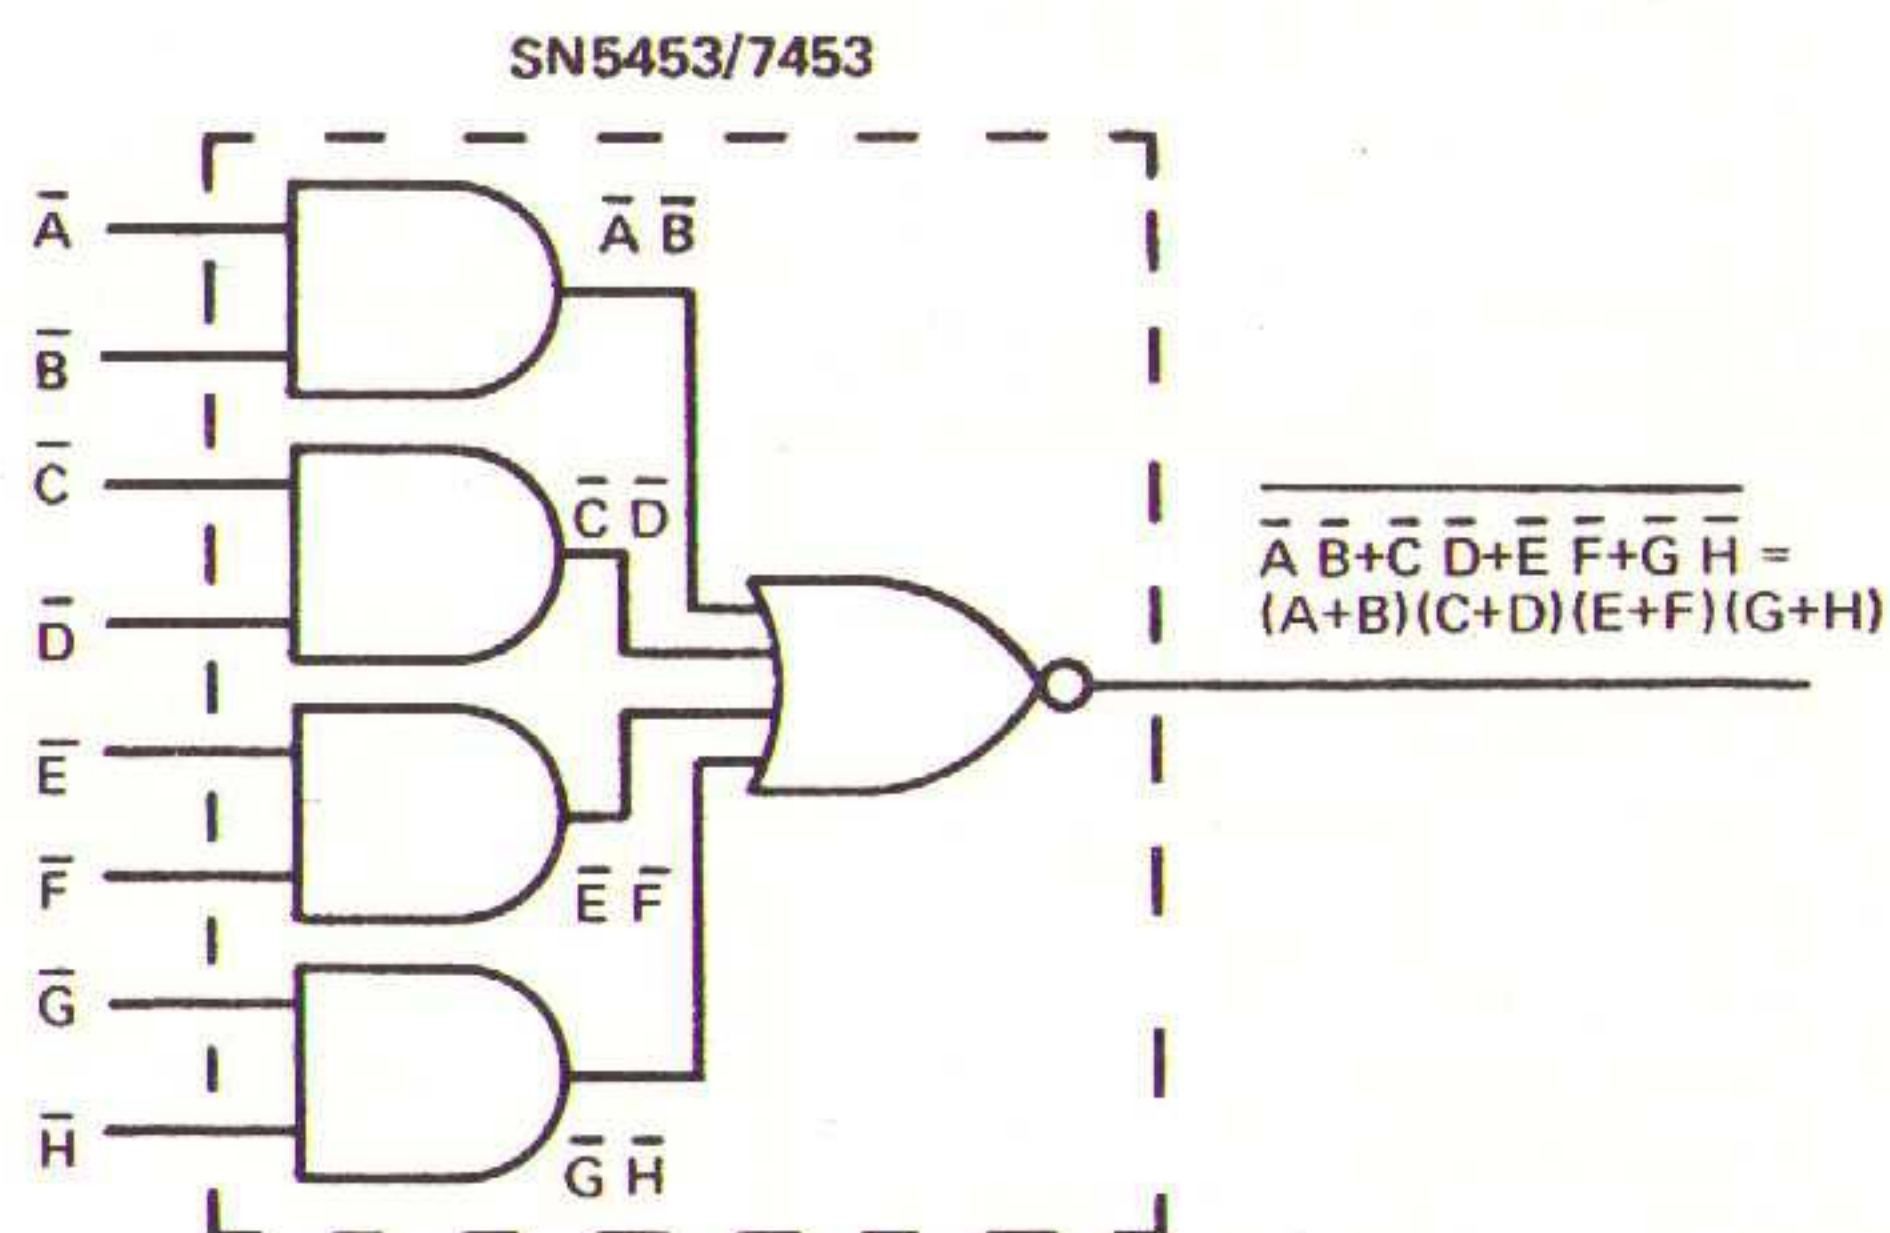 SN5453/7453
A̅
A̅ B̅
B̅
C̅
C̅ D̅
D̅
A̅ B̅+C̅ D̅+E̅ F̅+G̅ H̅ =
(A+B)(C+D)(E+F)(G+H)
E̅
F̅
E̅ F̅
G̅
H̅
G̅ H̅